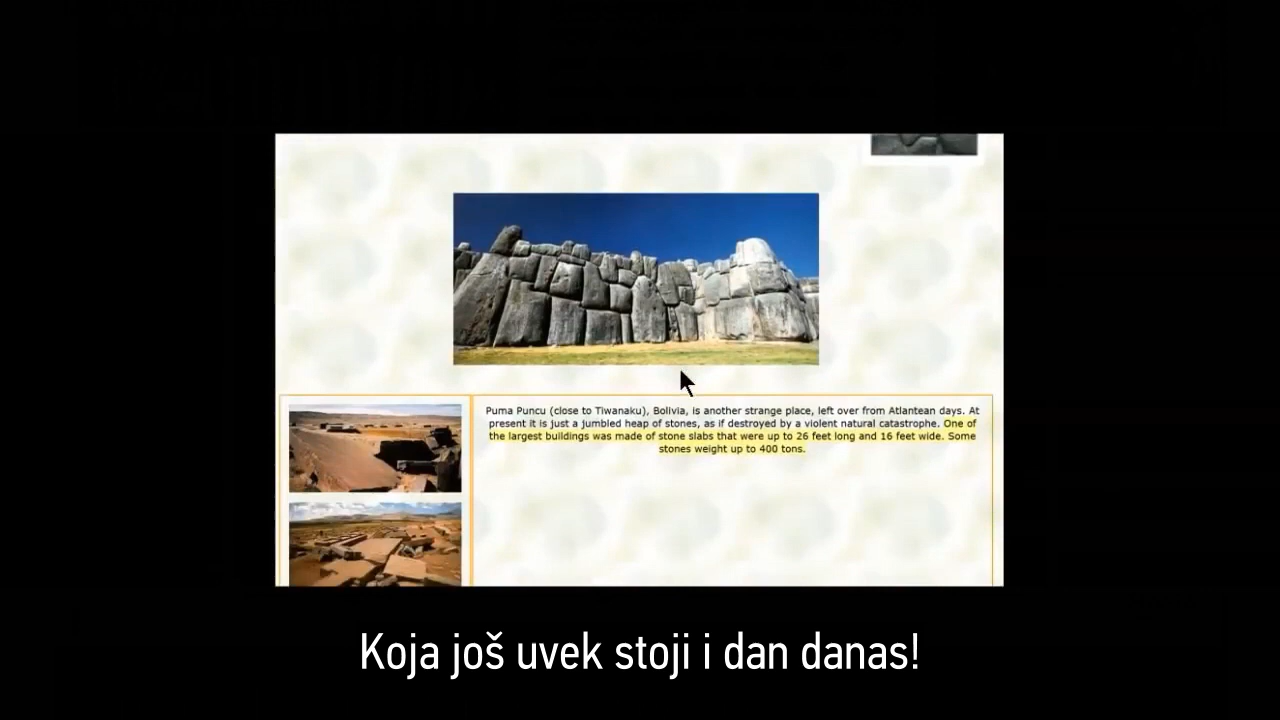 Puma Puncu (close to Tiwanaku), Bolivia, is another strange place, left over from Atlantean days. At
present it is just a jumbled heap of stones, as if destroyed by a violent natural catastrophe. One of
the largest buildings was made of stone slabs that were up to 26 feet long and 16 feet wide. Some
stones weight up to 400 tons.
Koja još uvek stoji i dan danas!